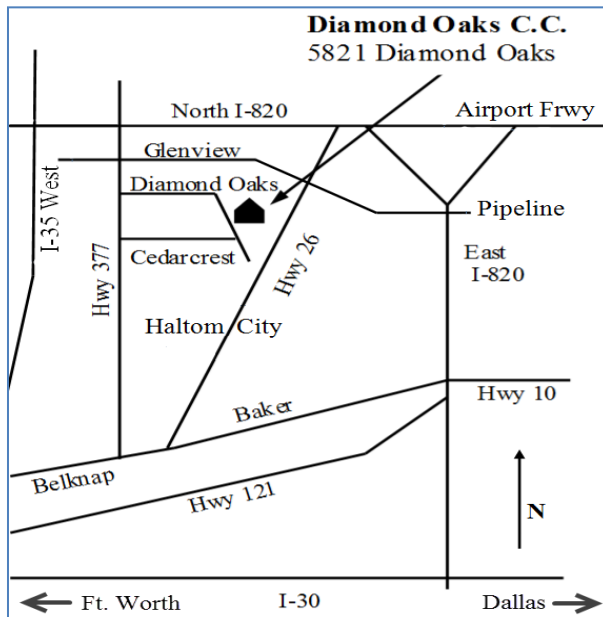 Diamond Oaks C.C.
5821 Diamond Oaks
North I-820
Airport Frwy
Glenview
Diamond Oaks
I-35 West
Pipeline
Hwy 377
Cedarcrest
Hwy 26
East
I-820
Haltom City
Baker
Hwy 10
Belknap
Hwy 121
N
Ft. Worth
I-30
Dallas